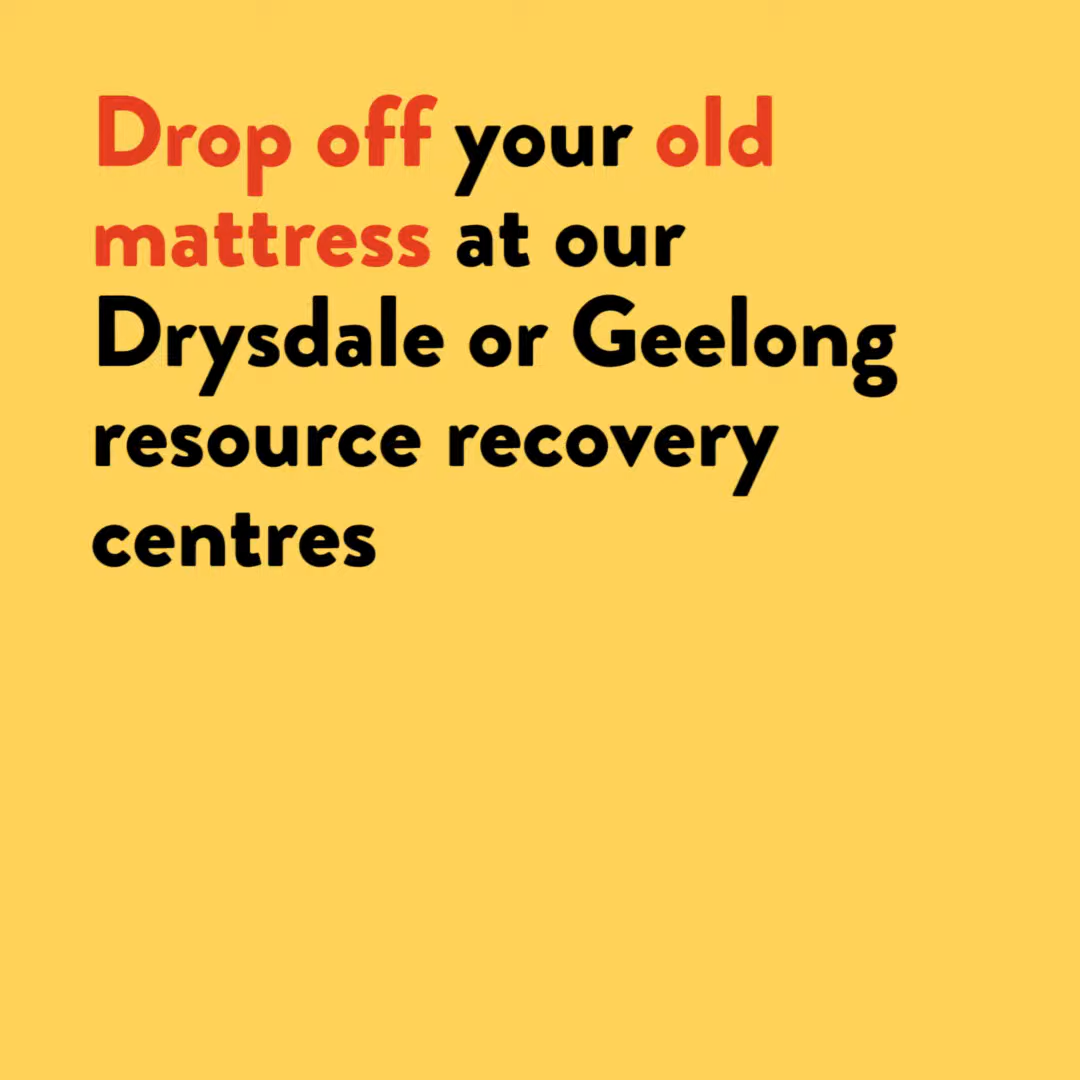 Drop off your old
mattress at our
Drysdale or Geelong
resource recovery
centres